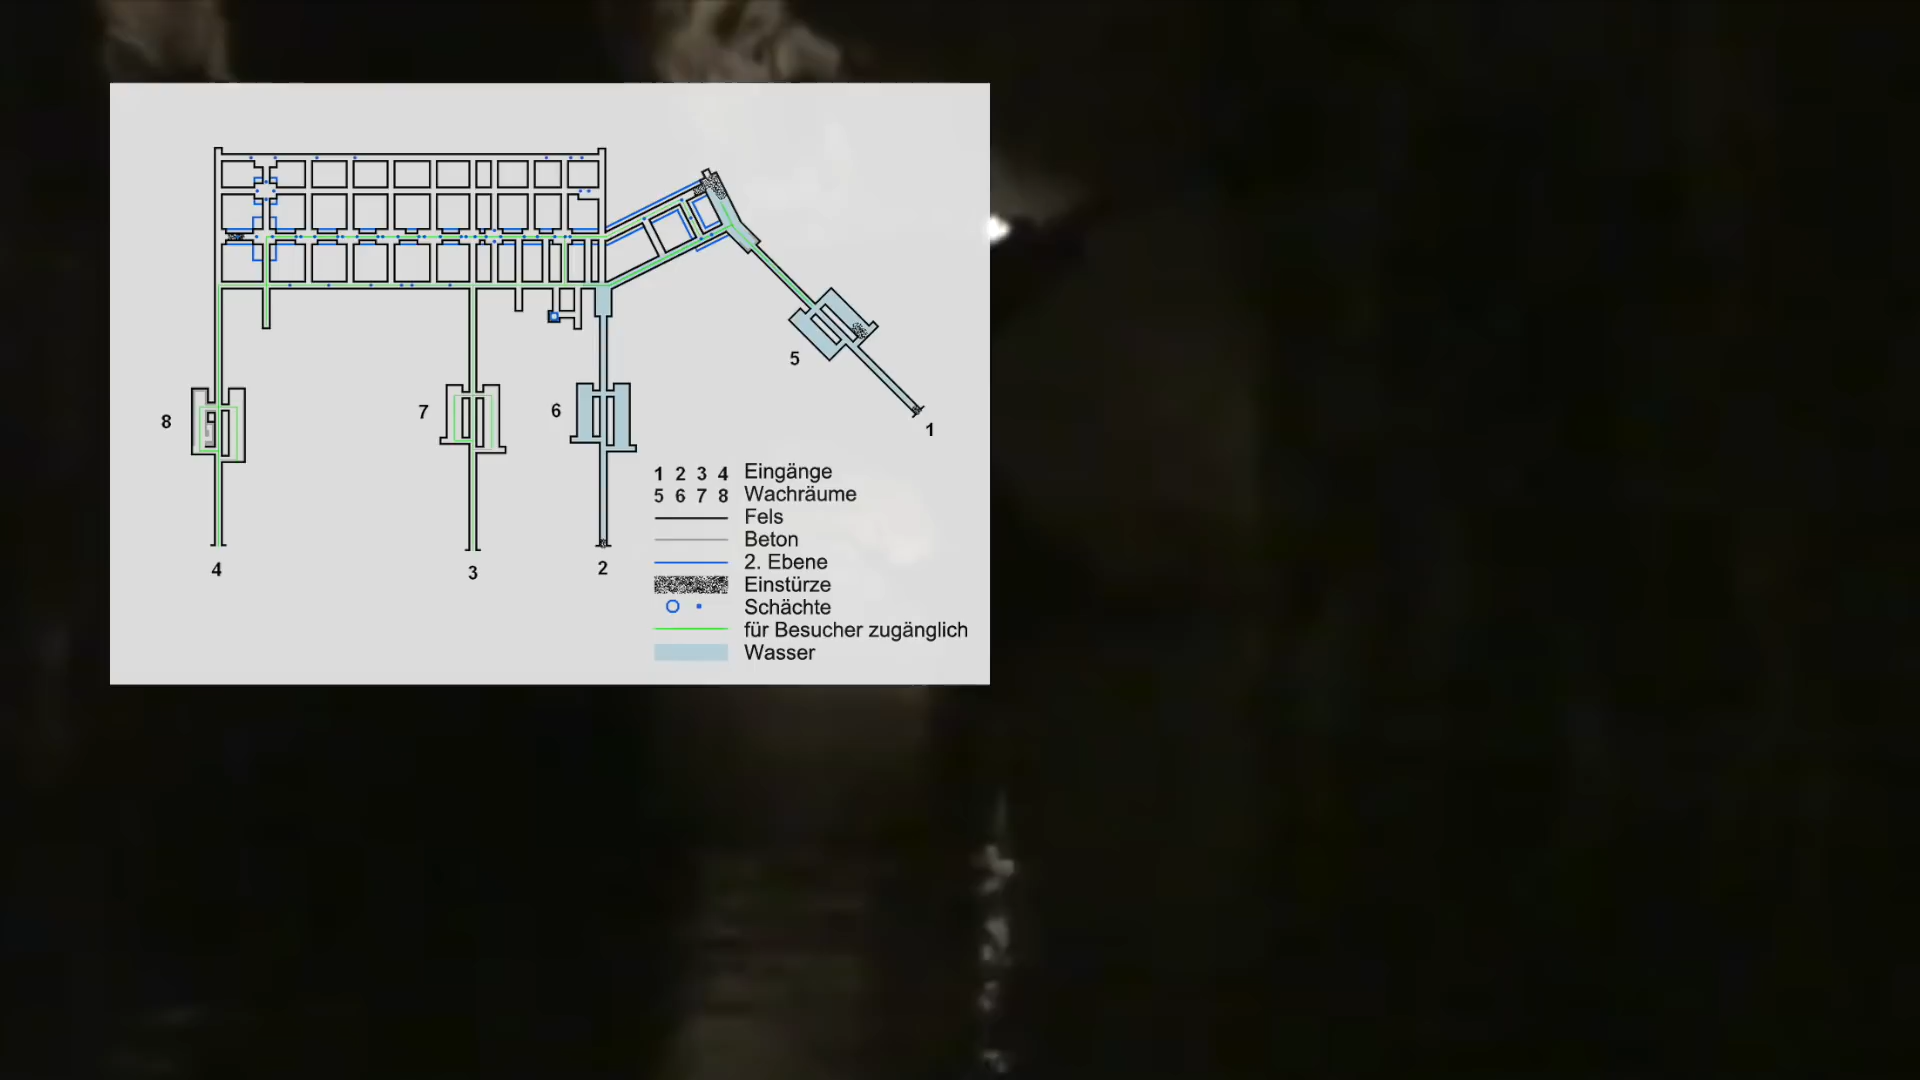 5
8
7
6
1
1 2 3 4 Eingänge
5 6 7 8 Wachräume
Fels
Beton
2. Ebene
Einstürze
Schächte
für Besucher zugänglich
Wasser
4
3
2